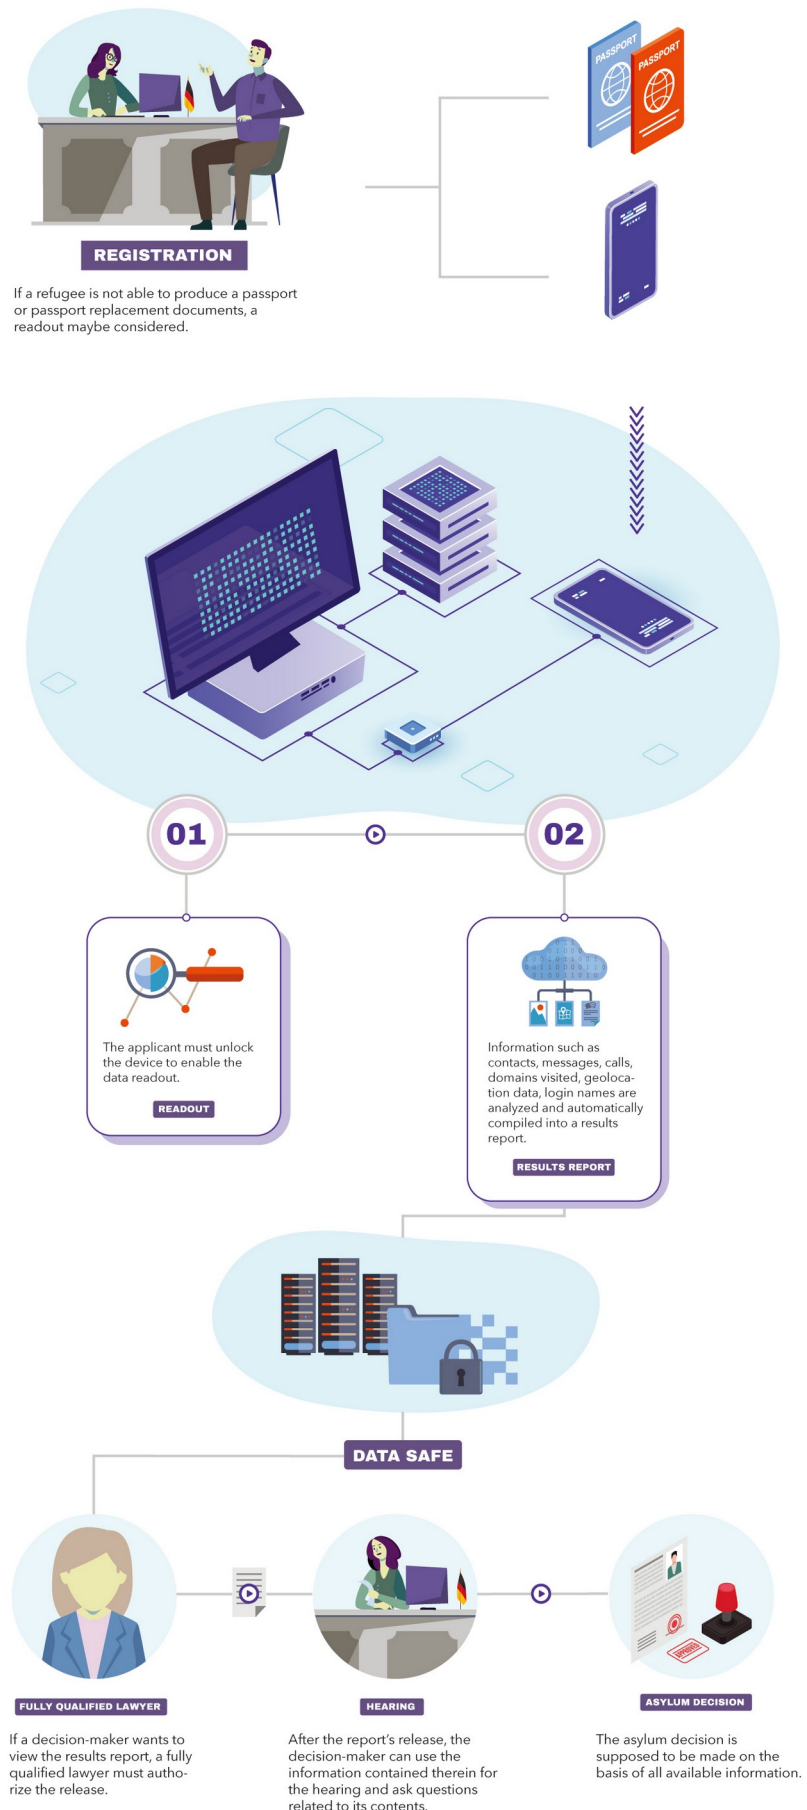 PASSPORT
PASSPORT
REGISTRATION
If a refugee is not able to produce a passport
or passport replacement documents, a
readout maybe considered.
01
02
The applicant must unlock
the device to enable the
data readout.
READOUT
Information such as
contacts, messages, calls,
domains visited, geoloca-
tion data, login names are
analyzed and automatically
compiled into a results
report.
RESULTS REPORT
DATA SAFE
FULLY QUALIFIED LAWYER
If a decision-maker wants to
view the results report, a fully
qualified lawyer must autho-
rize the release.
HEARING
After the report's release, the
decision-maker can use the
information contained therein for
the hearing and ask questions
related to its contents.
APPROVED
ASYLUM DECISION
The asylum decision is
supposed to be made on the
basis of all available information.